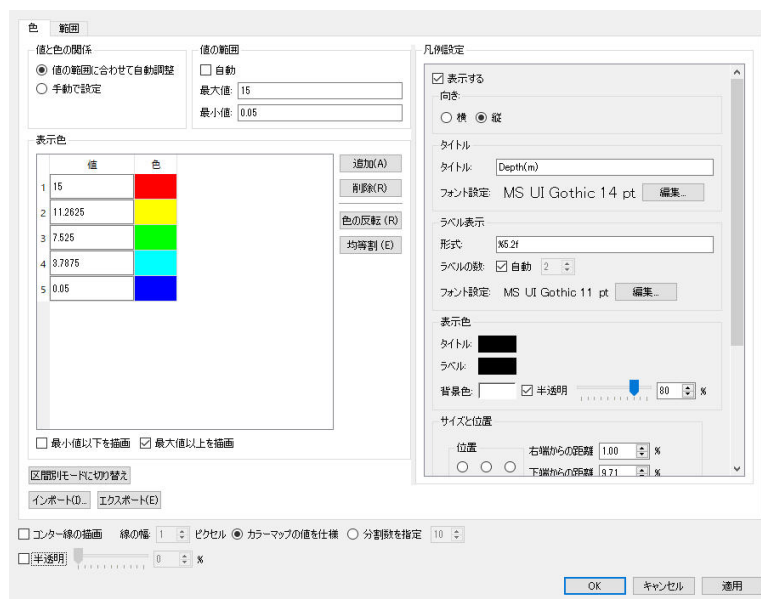 色 範囲
値と色の関係
値の範囲に合わせて自動調整
手動で設定
値の範囲
自動
最大値: 15
最小値: 0.05
表示色
値 色
1 15
2 11.2625
3 7.525
4 3.7875
5 0.05
追加(A)
削除(R)
色の反転 (R)
均等割 (E)
最小値以下を描画 最大値以上を描画
区間別モードに切り替え
インポート(I)... エクスポート(E)
凡例設定
表示する
向き:
横 縦
タイトル
タイトル: Depth(m)
フォント設定: MS UI Gothic 14 pt 編集...
ラベル表示
形式: %5.2f
ラベルの数: 自動 2
フォント設定: MS UI Gothic 11 pt 編集...
表示色
タイトル:
ラベル:
背景色: 半透明 80 %
サイズと位置
位置
右端からの距離 1.00 %
下端からの距離 9.71 %
コンター線の描画 線の幅: 1 ピクセル カラーマップの値を仕様 分割数を指定 10
半透明 0 %
OK キャンセル 適用